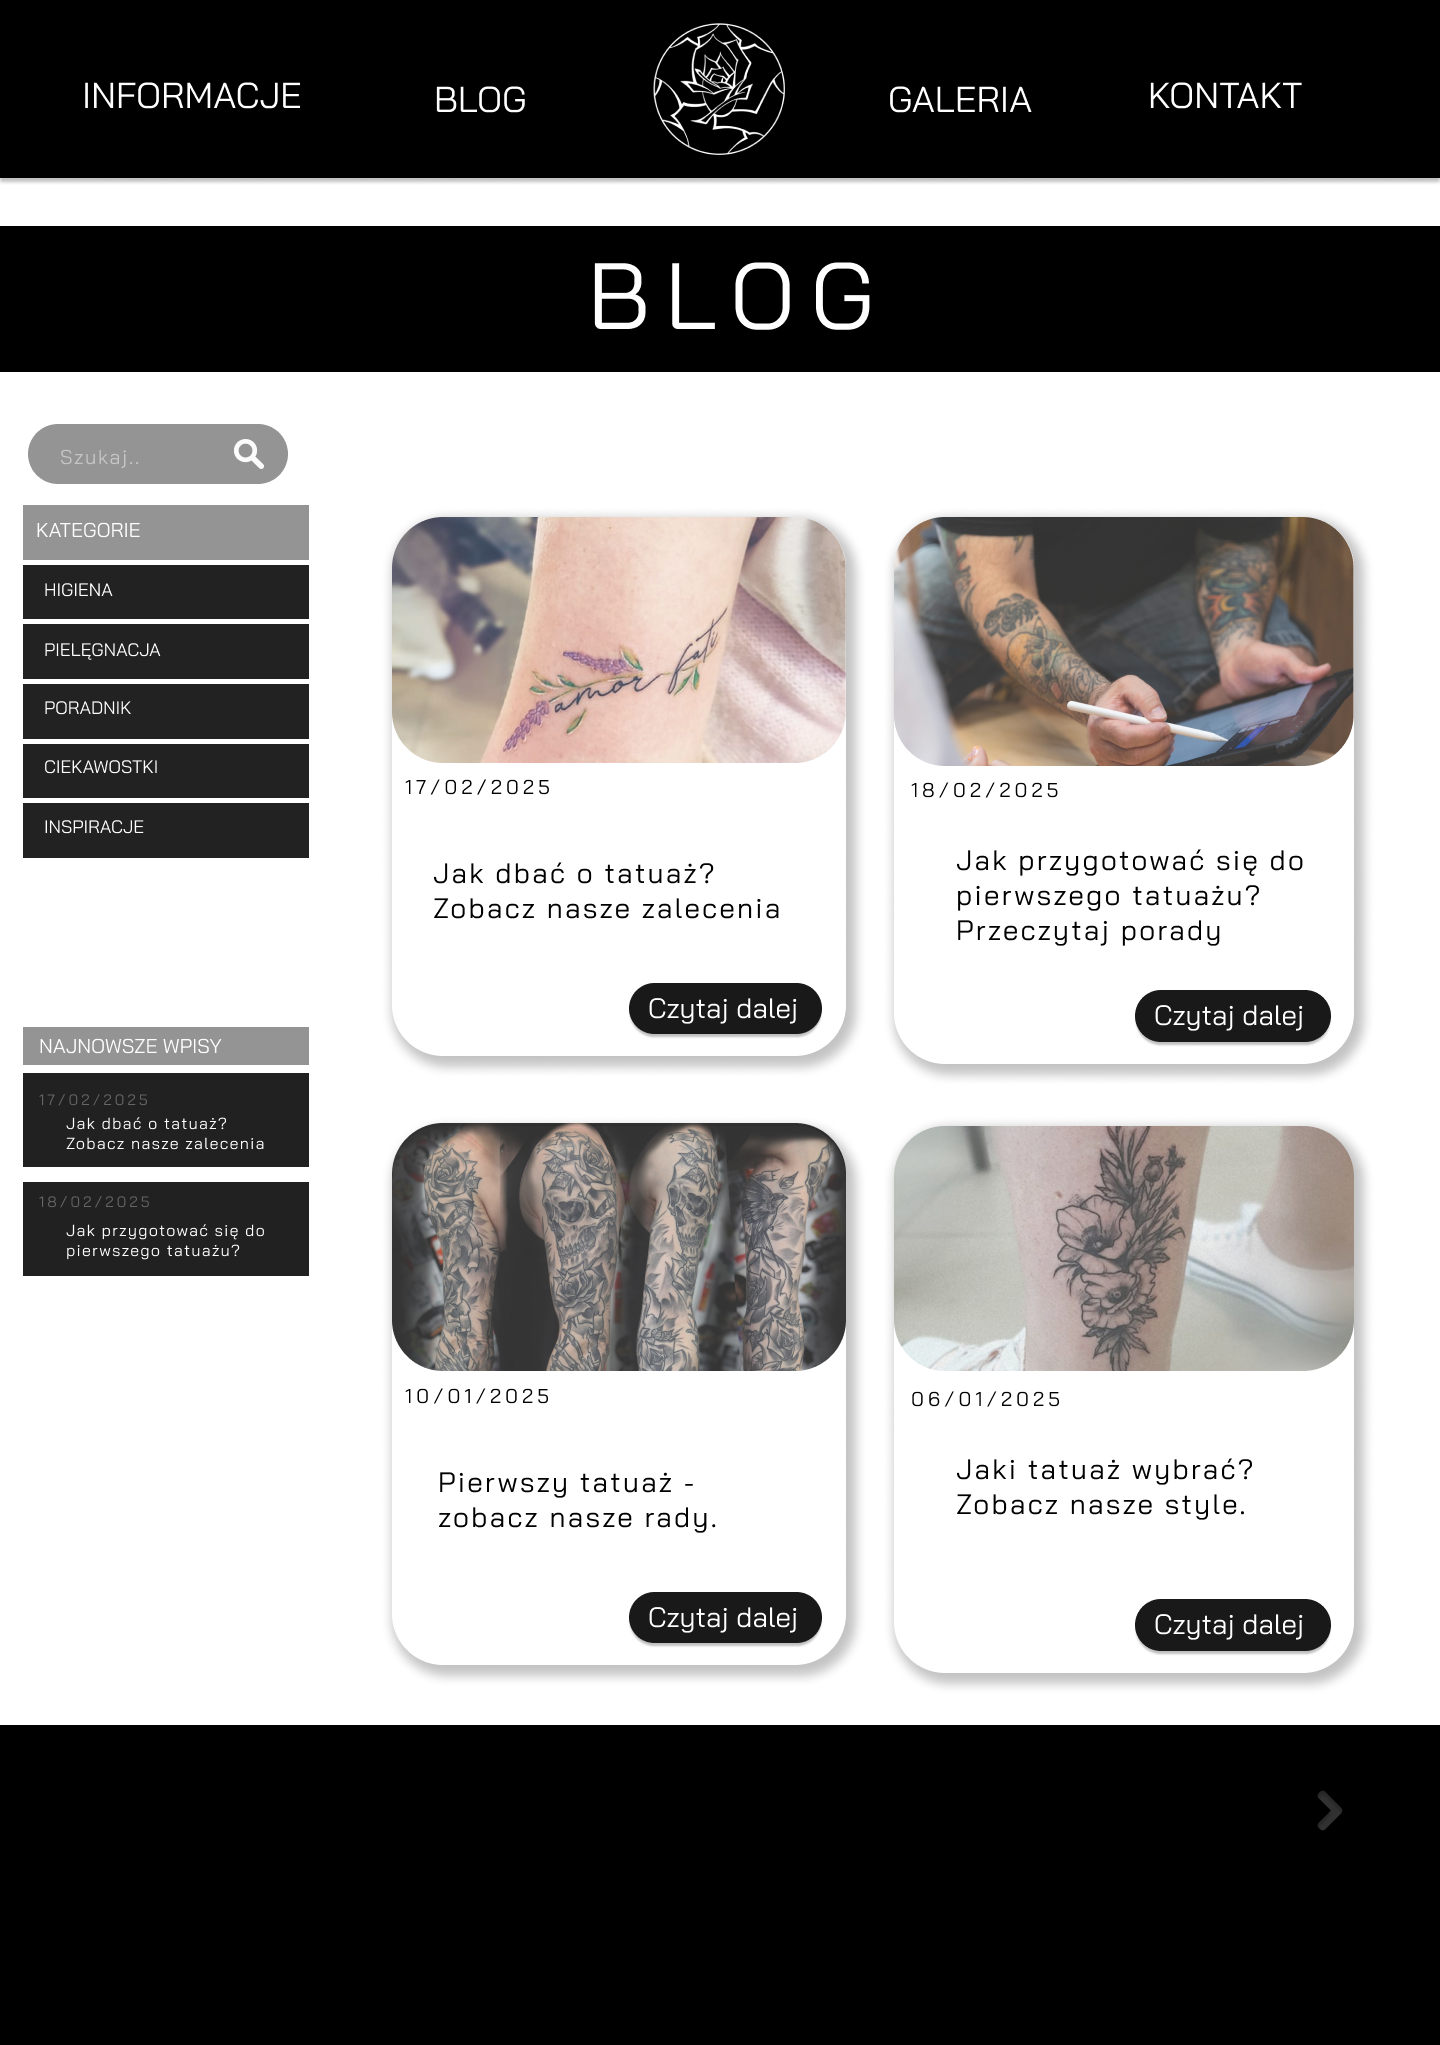 INFORMACJE
BLOG
GALERIA
KONTAKT
BLOG
Szukaj..
KATEGORIE
HIGIENA
PIELĘGNACJA
PORADNIK
CIEKAWOSTKI
INSPIRACJE
NAJNOWSZE WPISY
17/02/2025
Jak dbać o tatuaż?
Zobacz nasze zalecenia
18/02/2025
Jak przygotować się do
pierwszego tatuażu?
amor fati
17/02/2025
Jak dbać o tatuaż?
Zobacz nasze zalecenia
Czytaj dalej
18/02/2025
Jak przygotować się do
pierwszego tatuażu?
Przeczytaj porady
Czytaj dalej
10/01/2025
Pierwszy tatuaż -
zobacz nasze rady.
Czytaj dalej
06/01/2025
Jaki tatuaż wybrać?
Zobacz nasze style.
Czytaj dalej